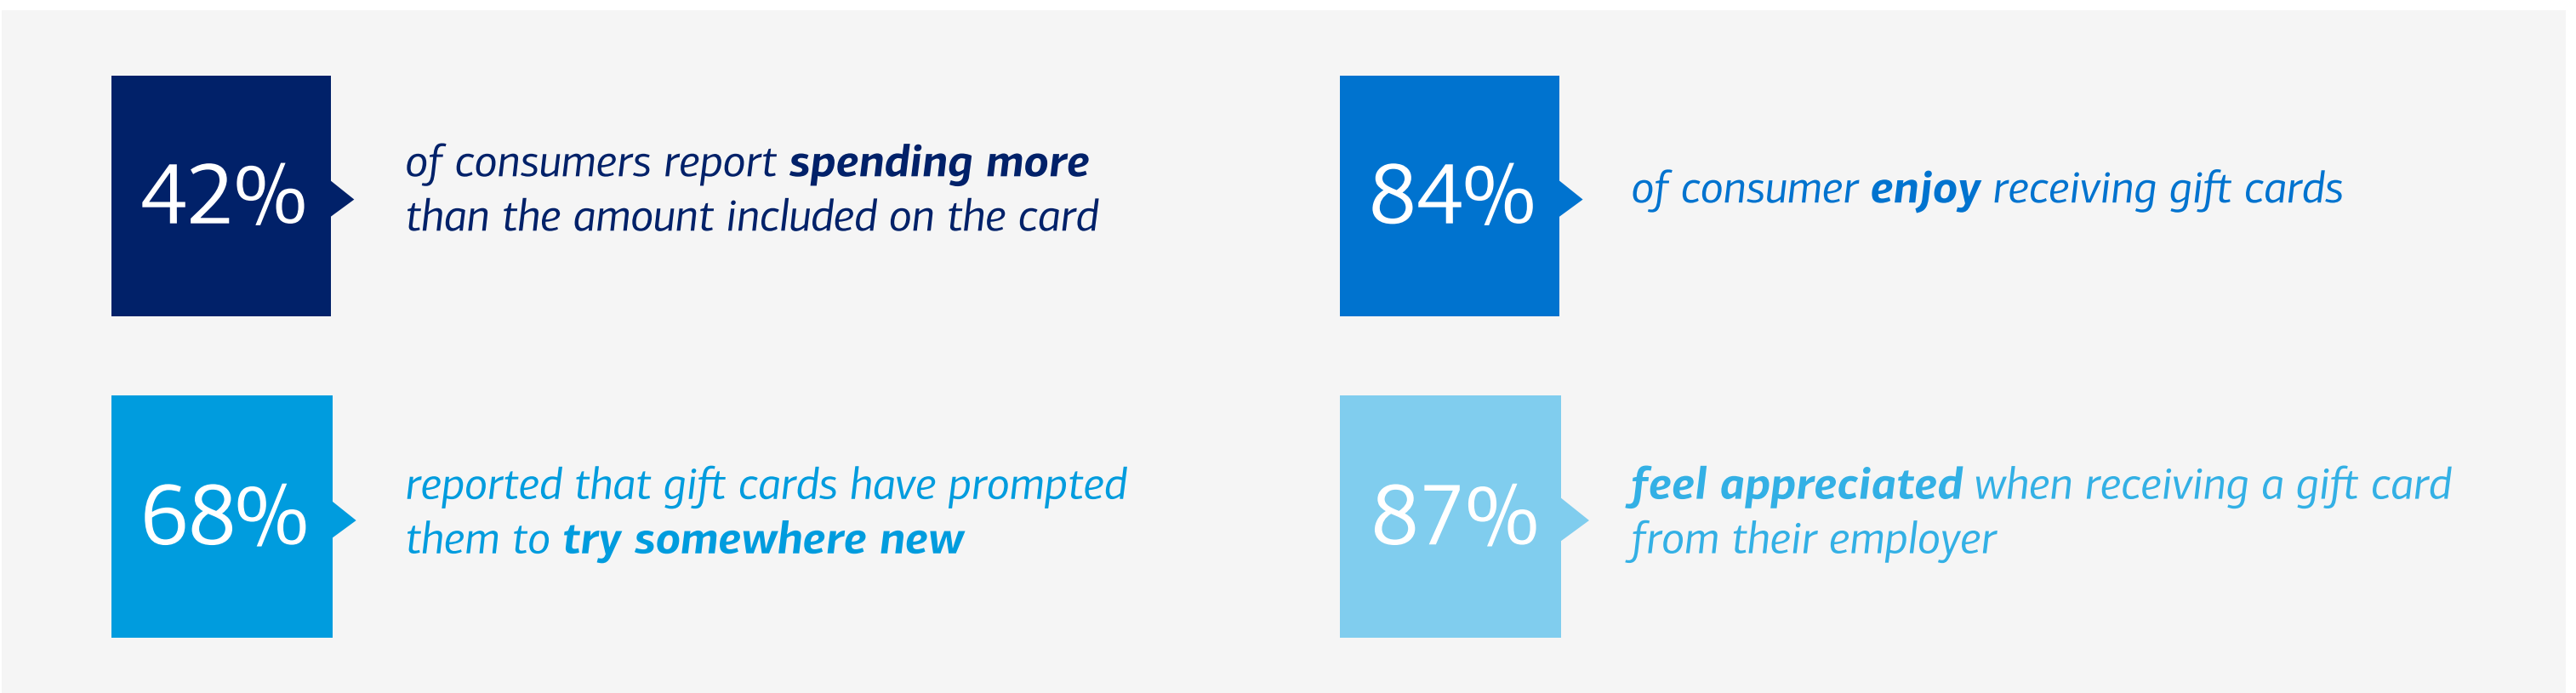 42%
of consumers report spending more
than the amount included on the card
84%
of consumer enjoy receiving gift cards
68%
reported that gift cards have prompted
them to try somewhere new
87%
feel appreciated when receiving a gift card
from their employer